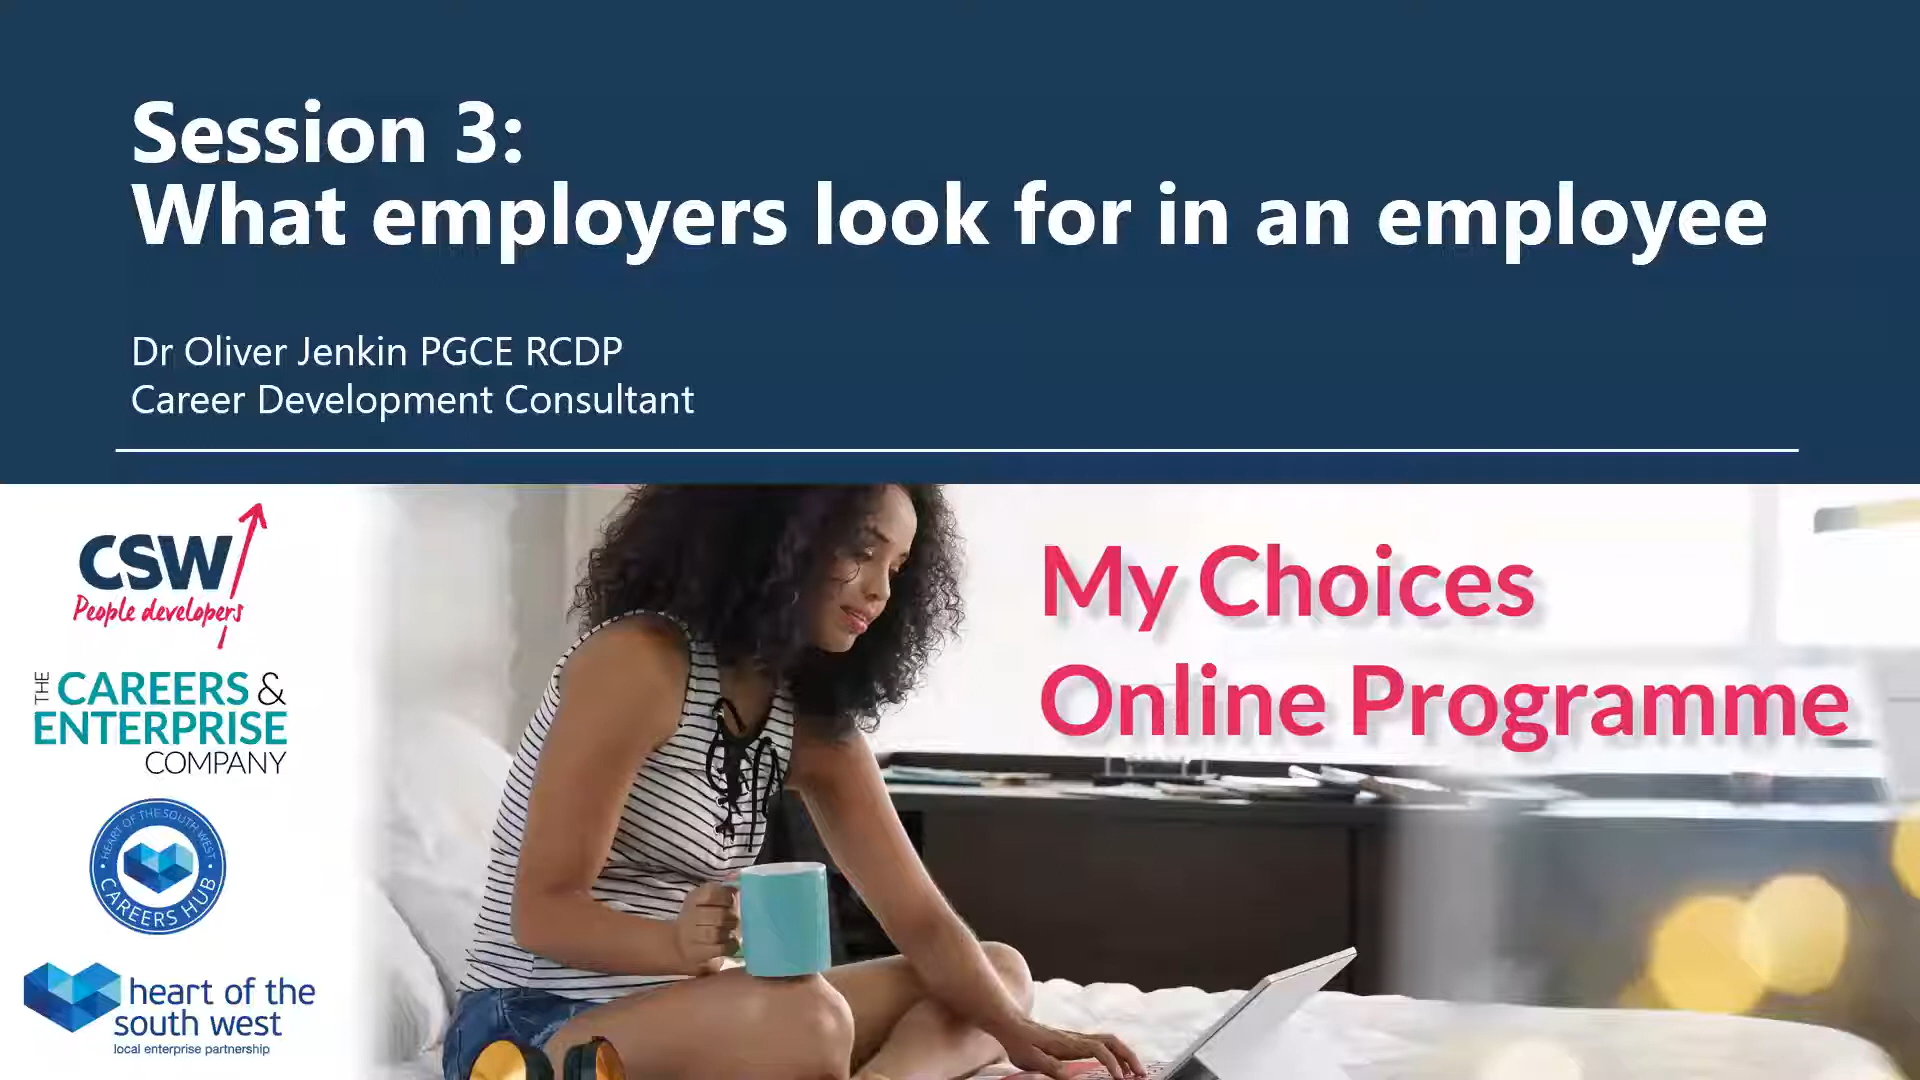 Session 3:
What employers look for in an employee
Dr Oliver Jenkin PGCE RCDP
Career Development Consultant
CSW
People developers
THE CAREERS &
ENTERPRISE
COMPANY
HEART OF THE SOUTH WEST
CAREERS HUB
heart of the
south west
local enterprise partnership
My Choices
Online Programme